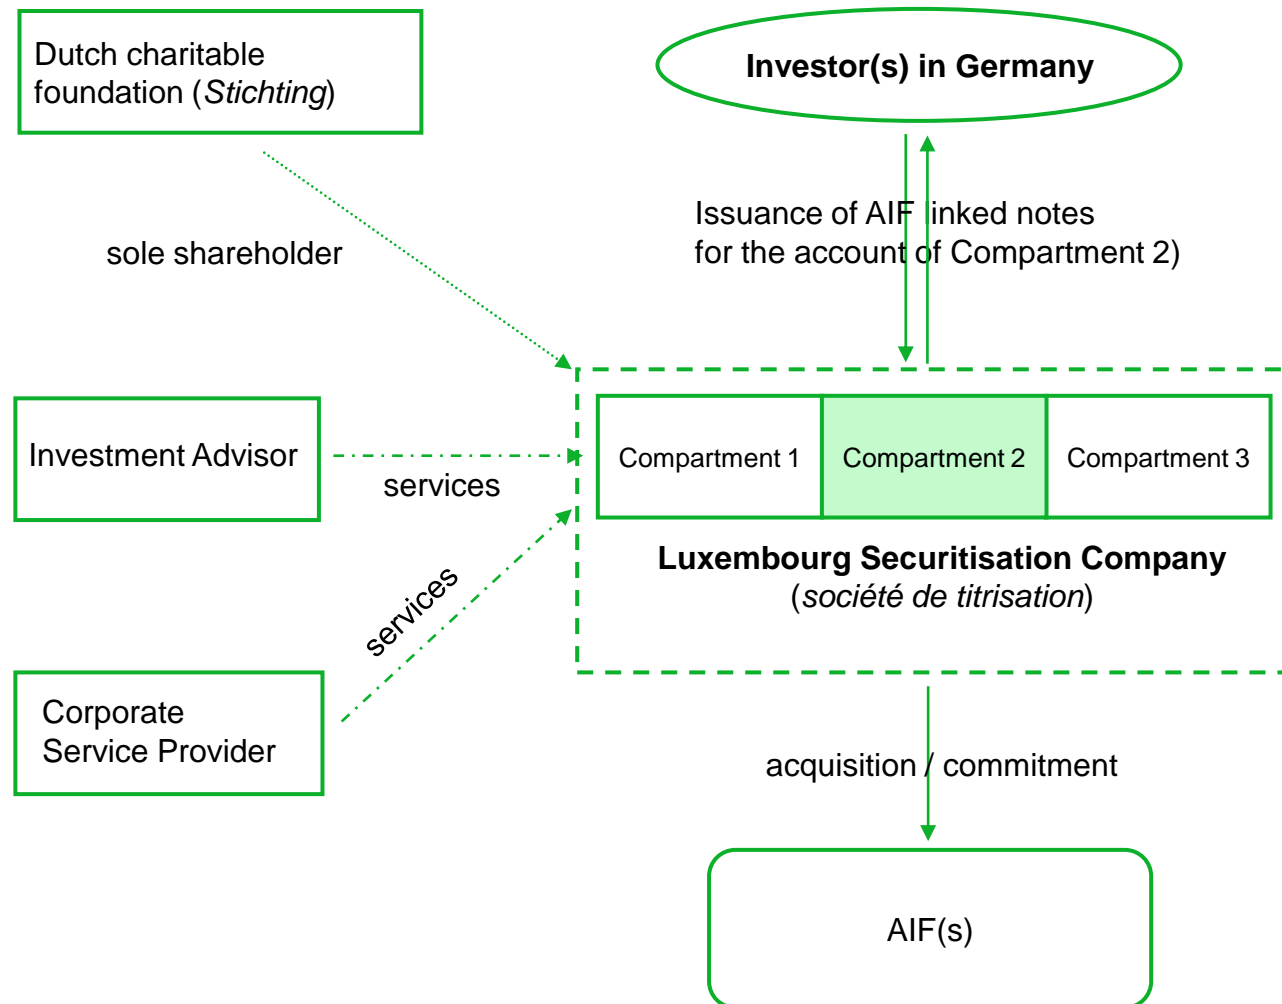 Dutch charitable
foundation (Stichting)
Investor(s) in Germany
Issuance of AIF linked notes
for the account of Compartment 2)
sole shareholder
Investment Advisor
services
Compartment 1
Compartment 2
Compartment 3
Luxembourg Securitisation Company
(société de titrisation)
services
Corporate
Service Provider
acquisition / commitment
AIF(s)